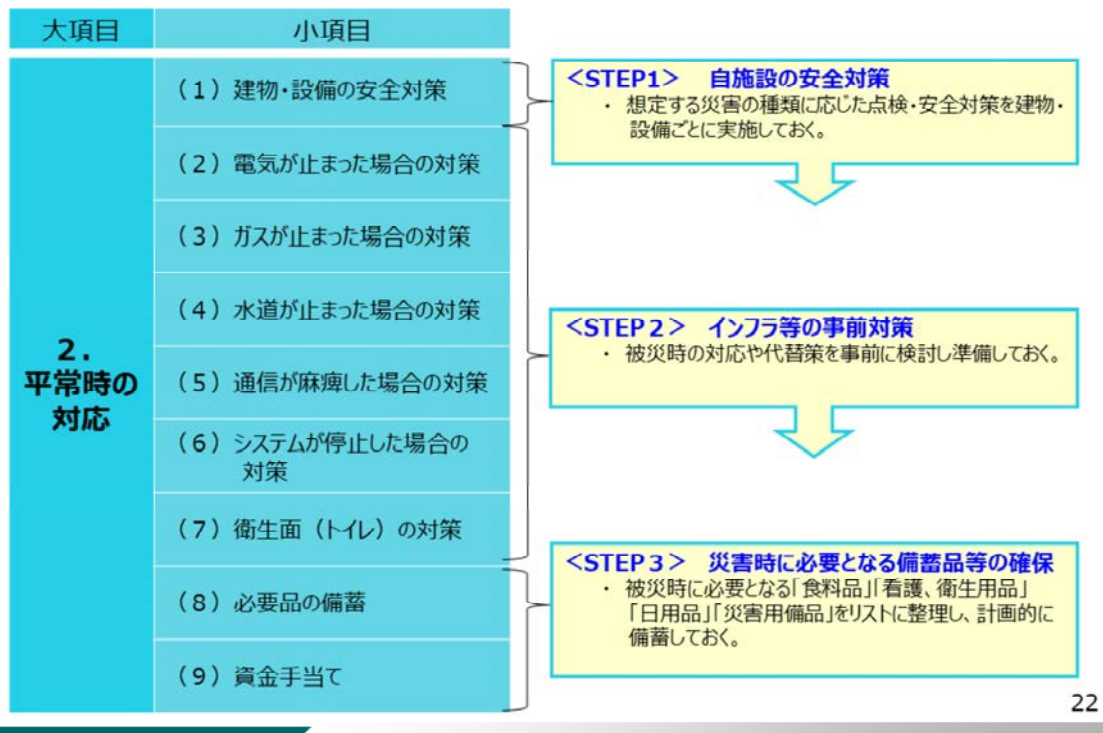 大項目
小項目
2.
平常時の
対応
（1）建物・設備の安全対策
（2）電気が止まった場合の対策
（3）ガスが止まった場合の対策
（4）水道が止まった場合の対策
（5）通信が麻痺した場合の対策
（6）システムが停止した場合の
対策
（7）衛生面（トイレ）の対策
（8）必要品の備蓄
（9）資金手当て
<STEP1>　自施設の安全対策
・ 想定する災害の種類に応じた点検・安全対策を建物・
設備ごとに実施しておく。
<STEP２>　インフラ等の事前対策
・ 被災時の対応や代替策を事前に検討し準備しておく。
<STEP３>　災害時に必要となる備蓄品等の確保
・ 被災時に必要となる「食料品」「看護、衛生用品」
「日用品」「災害用備品」をリストに整理し、計画的に
備蓄しておく。
22